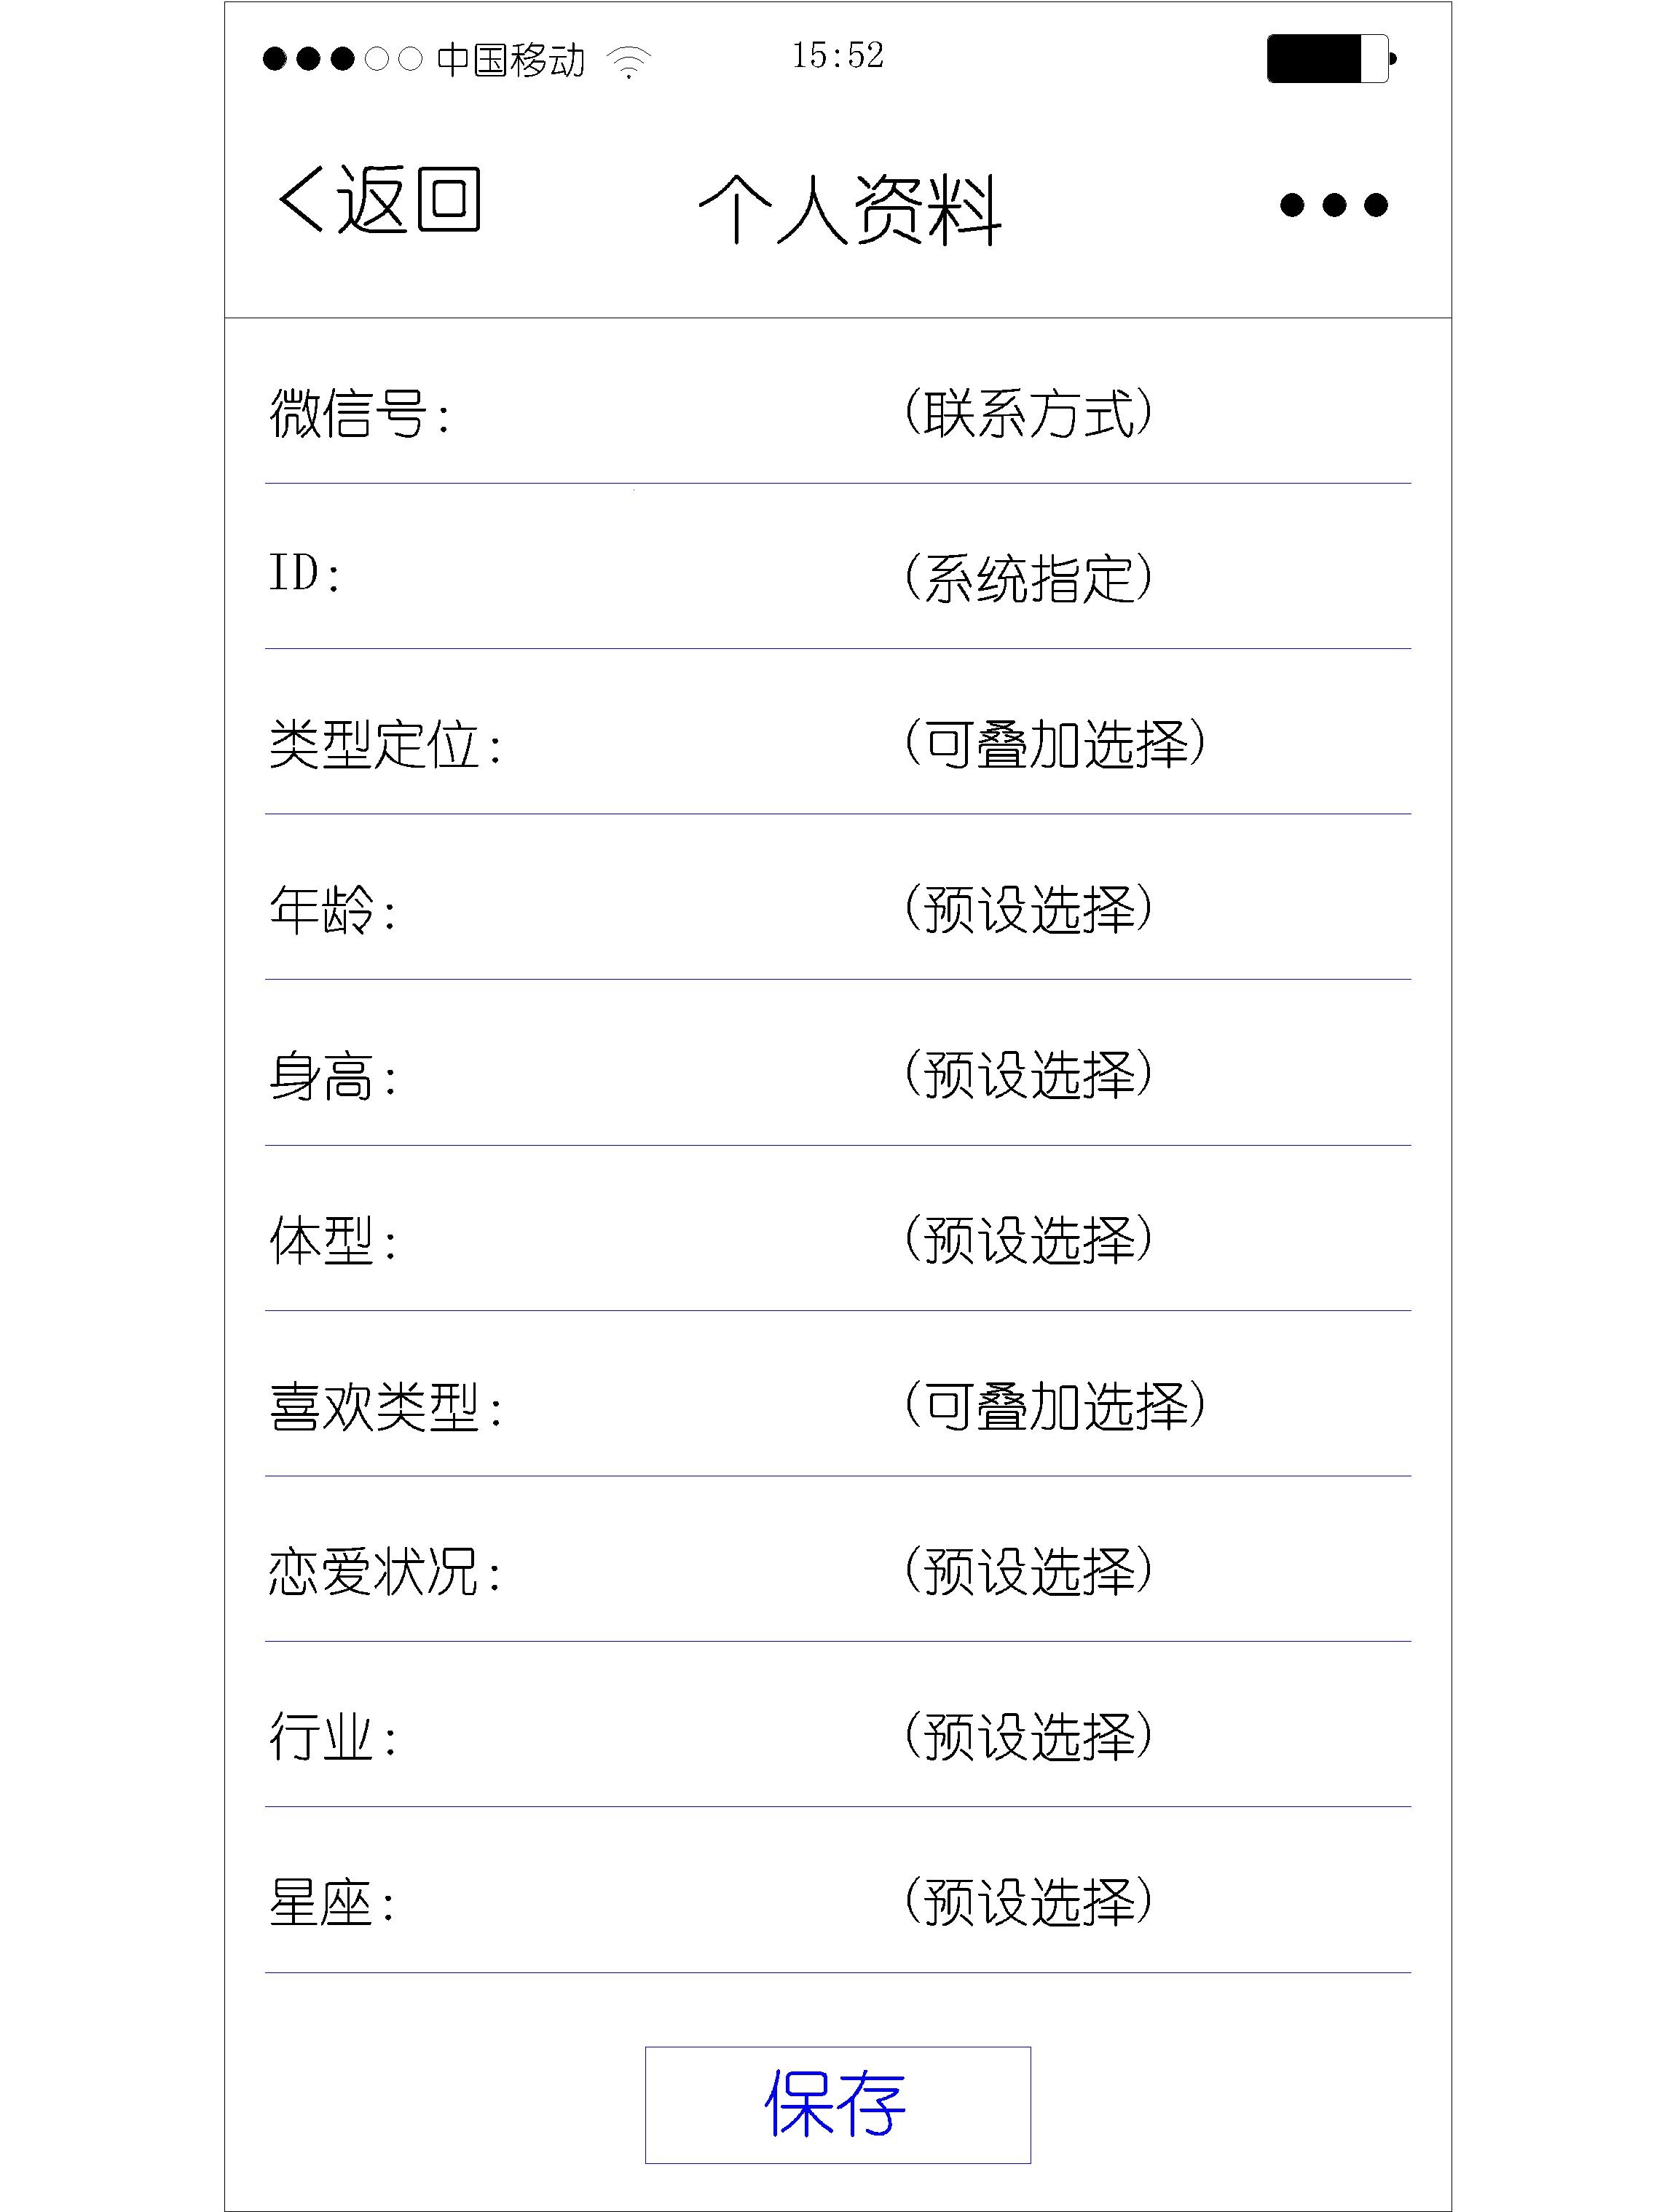 中国移动 15:52
<返回 个人资料
微信号: (联系方式)
ID: (系统指定)
类型定位: (可叠加选择)
年龄: (预设选择)
身高: (预设选择)
体型: (预设选择)
喜欢类型: (可叠加选择)
恋爱状况: (预设选择)
行业: (预设选择)
星座: (预设选择)
保存